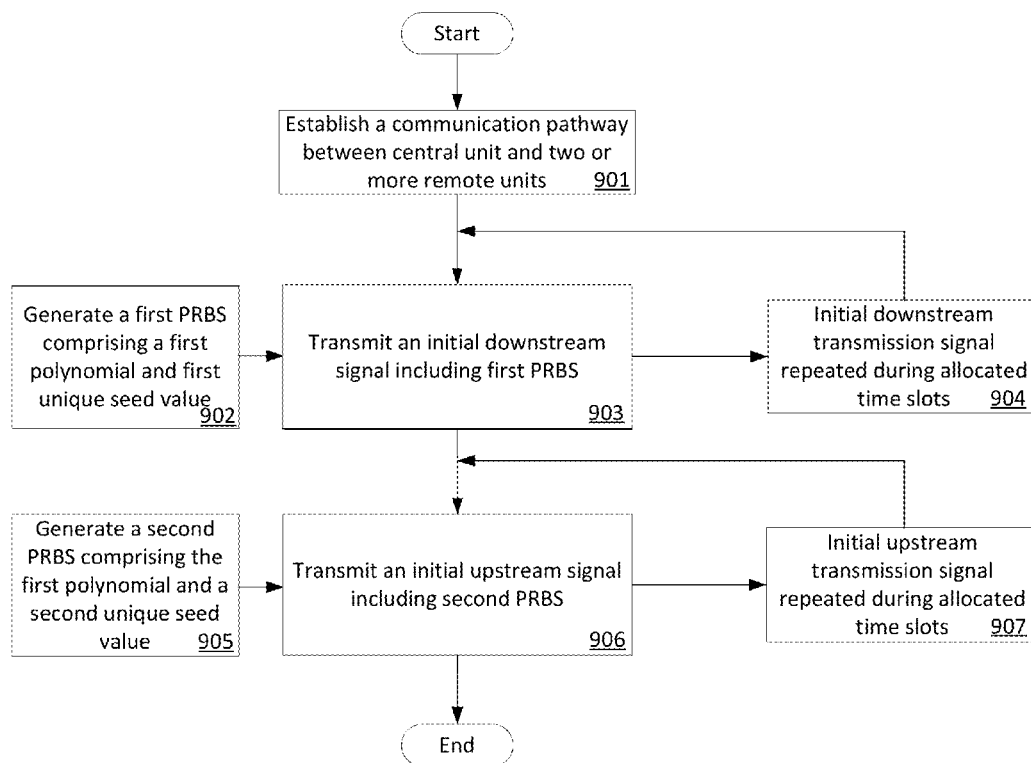 Start
Establish a communication pathway
between central unit and two or
more remote units 901
Generate a first PRBS
comprising a first
polynomial and first
unique seed value
902
Transmit an initial downstream
signal including first PRBS
903
Initial downstream
transmission signal
repeated during allocated
time slots 904
Generate a second
PRBS comprising the
first polynomial and a
second unique seed
value 905
Transmit an initial upstream signal
including second PRBS
906
Initial upstream
transmission signal
repeated during allocated
time slots 907
End